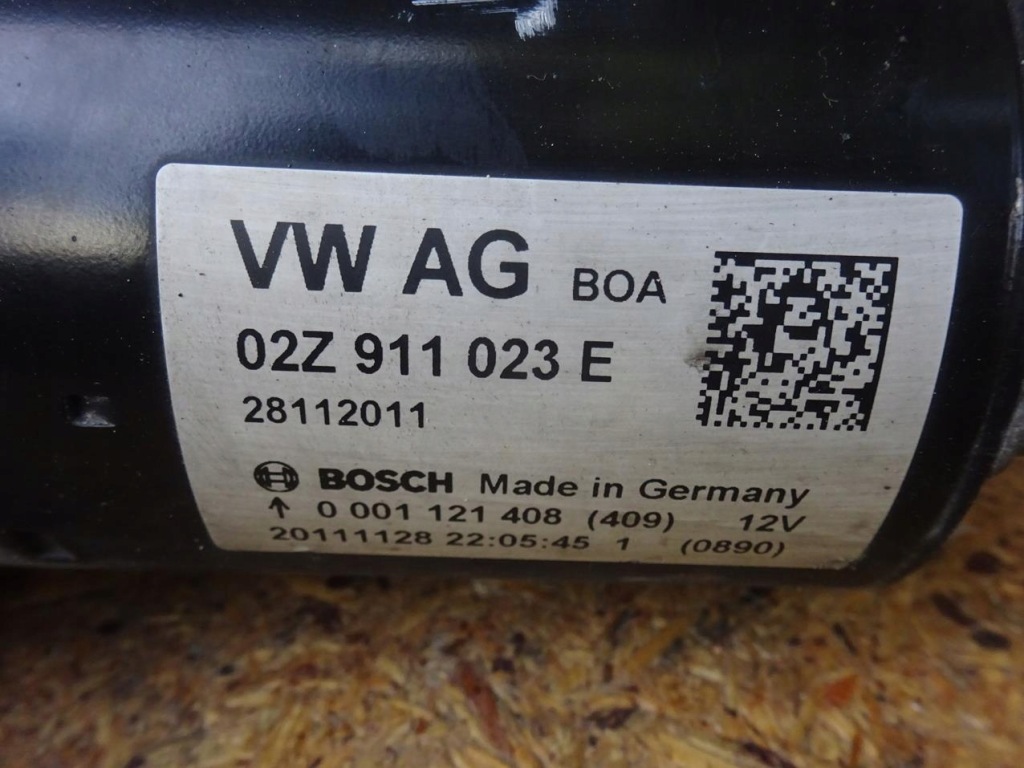 VW AG BOA
02Z 911 023 E
28112011
BOSCH Made in Germany
↑ 0 001 121 408 (409) 12V
20111128 22:05:45 1 (0890)